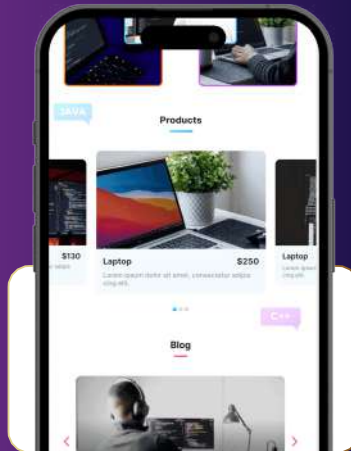 JAVA
Products
$130
Laptop $250
Lorem ipsum dolor sit amet, consectetur adipis
cing elit.
Laptop
C++
Blog